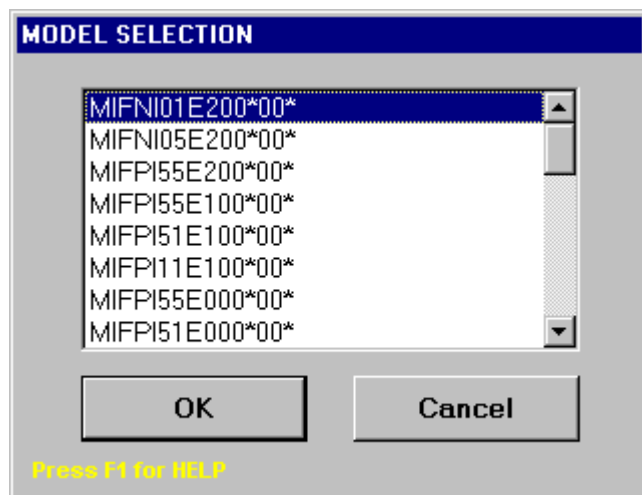 MODEL SELECTION
MIFNI01E200*00*
MIFNI05E200*00*
MIFPI55E200*00*
MIFPI55E100*00*
MIFPI51E100*00*
MIFPI11E100*00*
MIFPI55E000*00*
MIFPI51E000*00*
OK Cancel
Press F1 for HELP